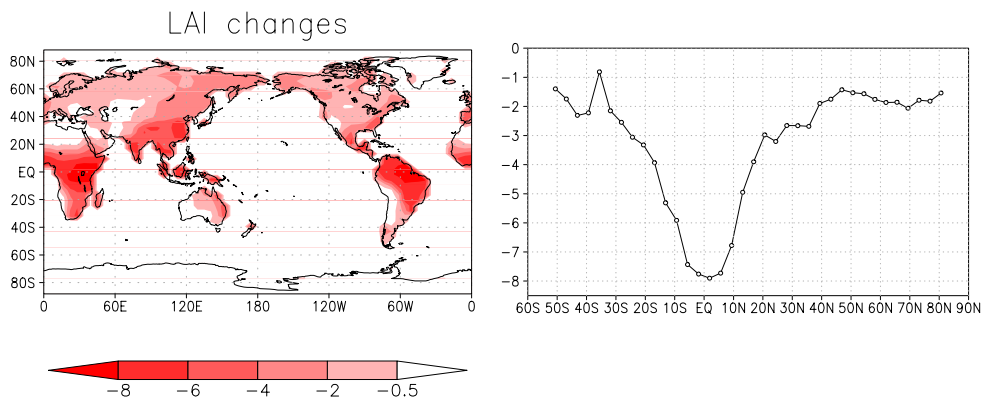 LAI changes
80N
60N
40N
20N
EQ
20S
40S
60S
80S
0 60E 120E 180 120W 60W 0
-8 -6 -4 -2 -0.5
0
-1
-2
-3
-4
-5
-6
-7
-8
60S 50S 40S 30S 20S 10S EQ 10N 20N 30N 40N 50N 60N 70N 80N 90N